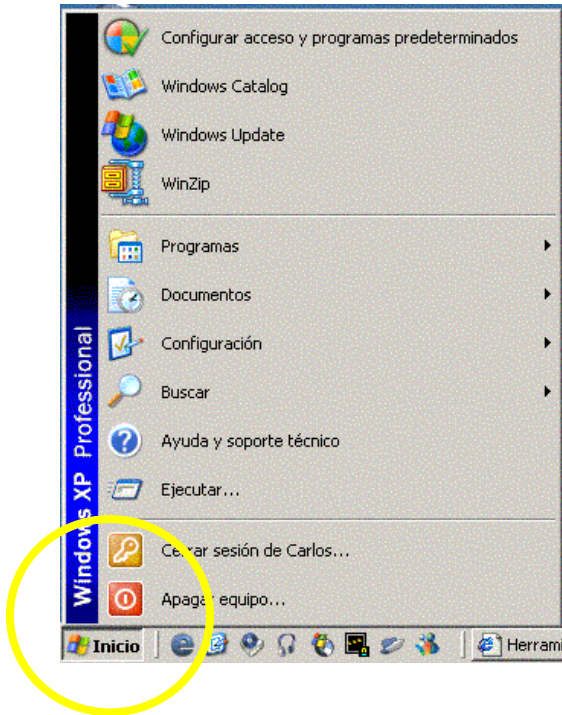 Configurar acceso y programas predeterminados
Windows Catalog
Windows Update
WinZip
Programas
Documentos
Configuración
Buscar
Ayuda y soporte técnico
Ejecutar...
Cerrar sesión de Carlos...
Apagar equipo...
Windows XP Professional
Inicio
Herrami